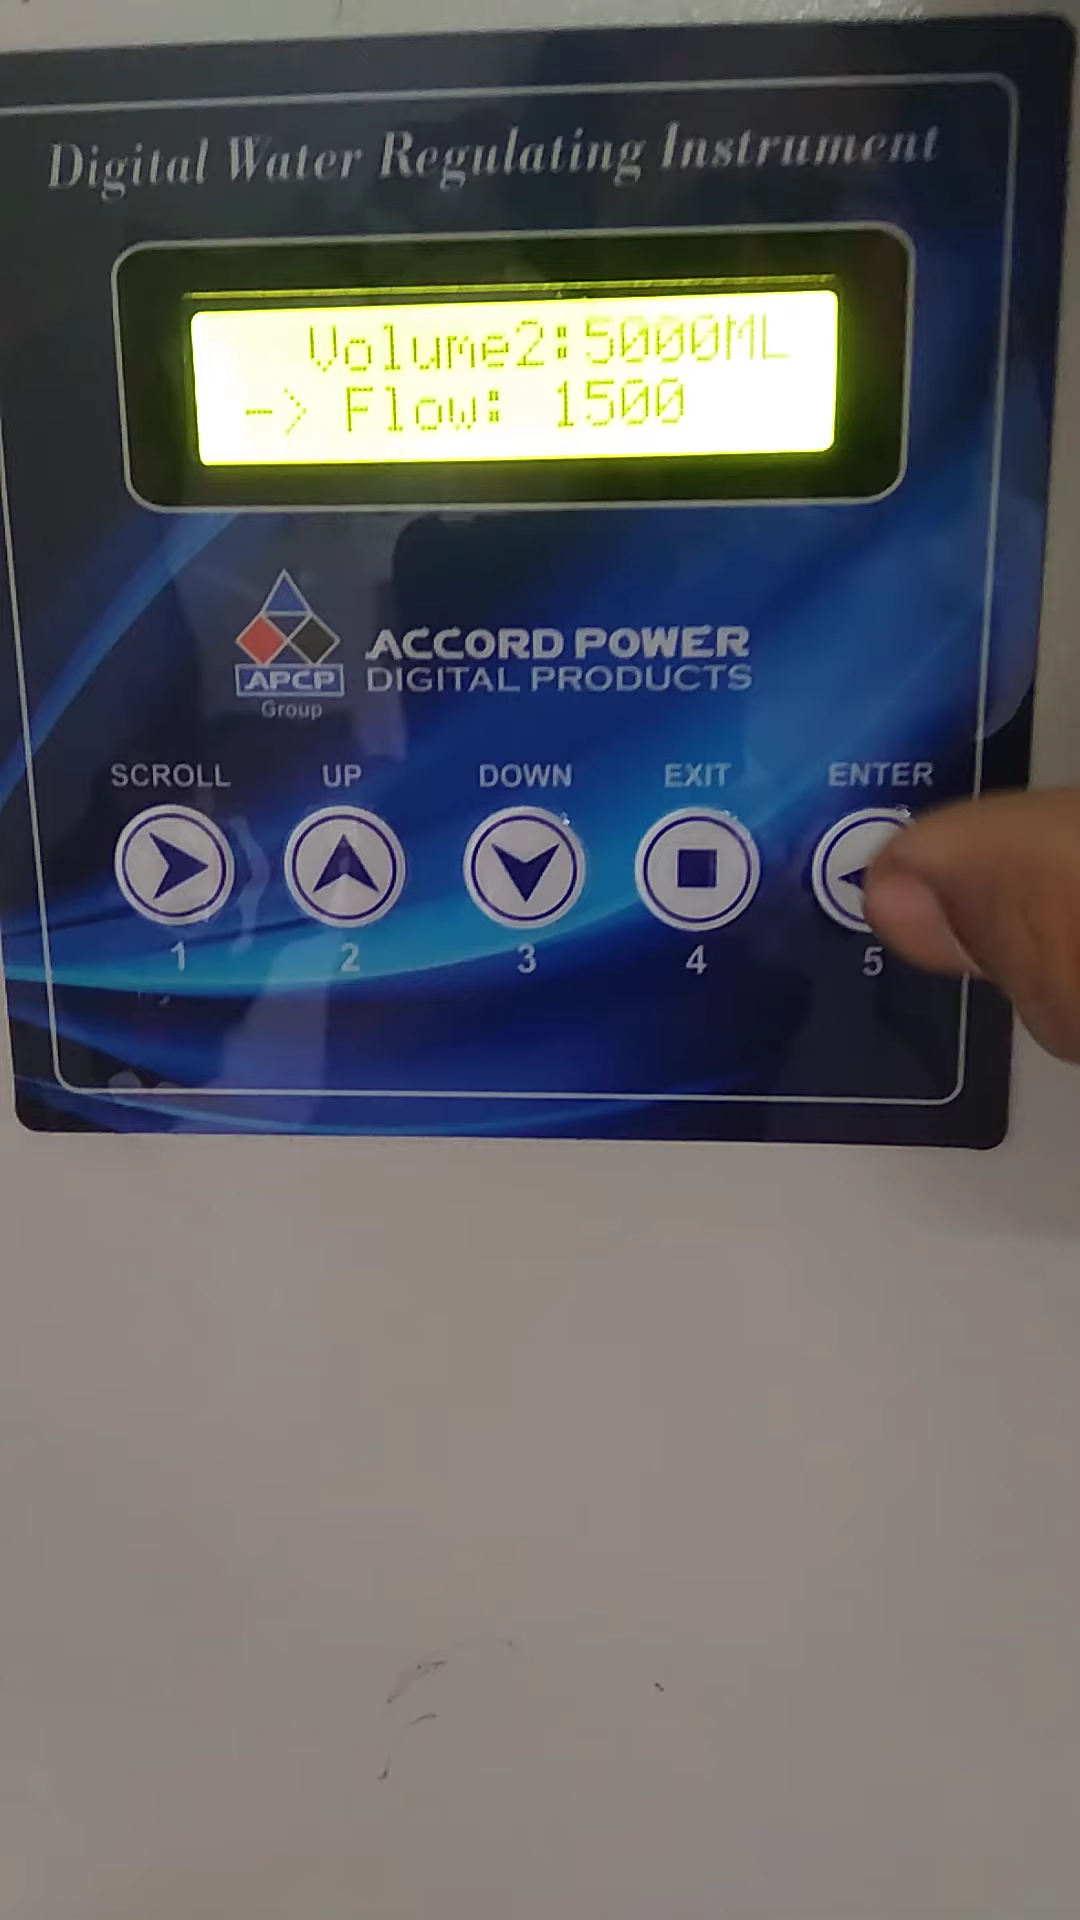 Digital Water Regulating Instrument
Volume2:5000ML
-> Flow: 1500
ACCORD POWER
DIGITAL PRODUCTS
APCP
Group
SCROLL UP DOWN EXIT ENTER
1 2 3 4 5